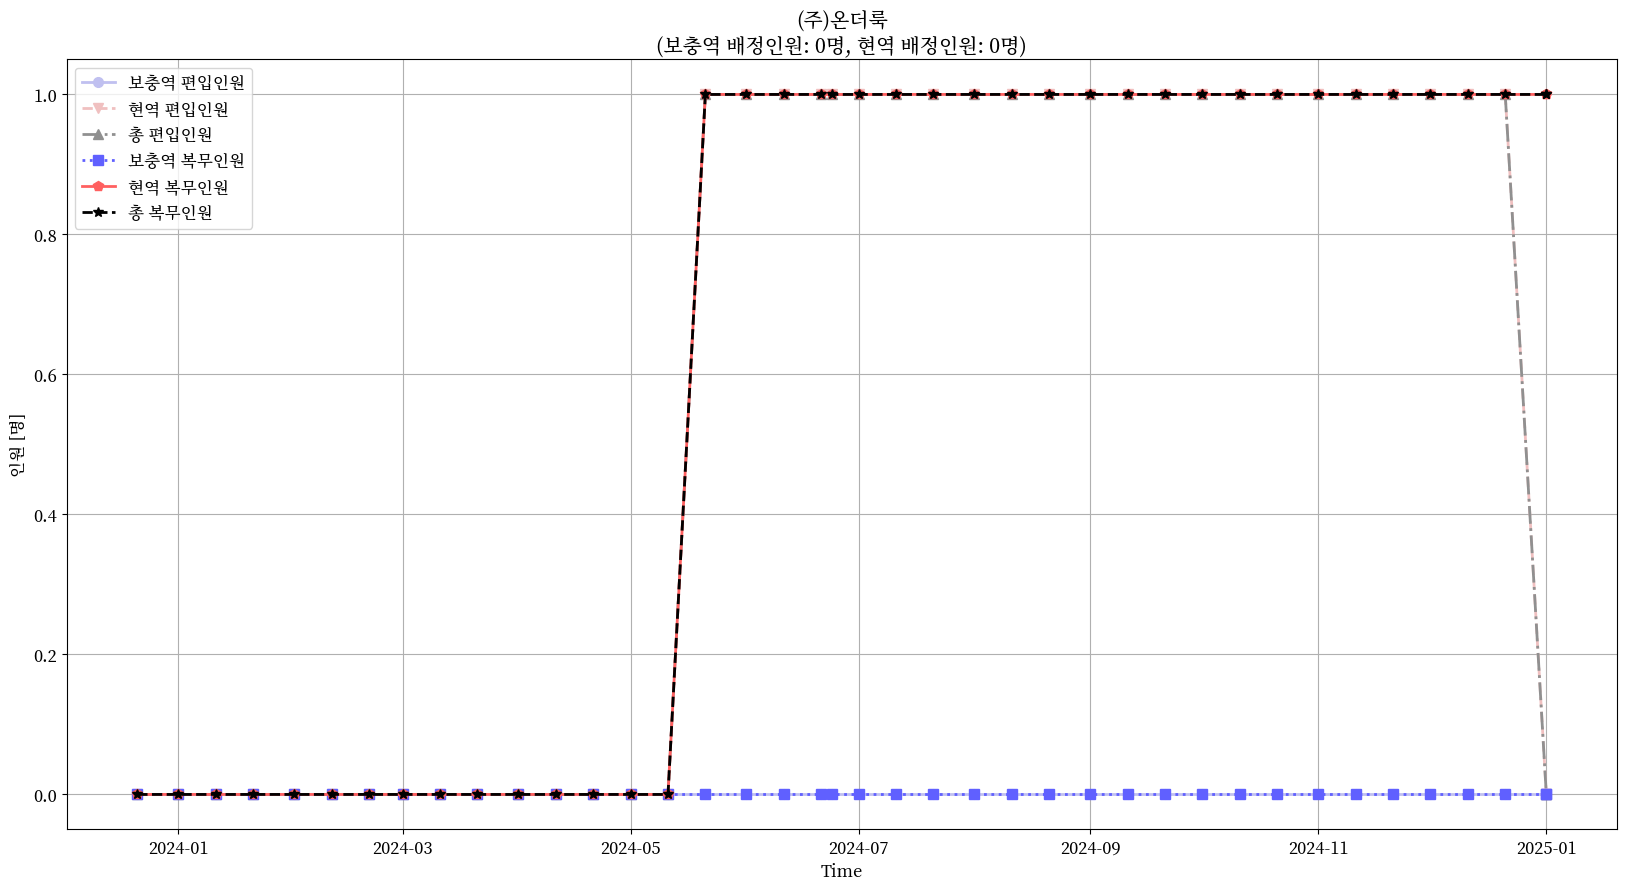 (주)온더룩
(보충역 배정인원: 0명, 현역 배정인원: 0명)
보충역 편입인원
현역 편입인원
총 편입인원
보충역 복무인원
현역 복무인원
총 복무인원
인원 [명]
1.0
0.8
0.6
0.4
0.2
0.0
2024-01
2024-03
2024-05
2024-07
2024-09
2024-11
2025-01
Time